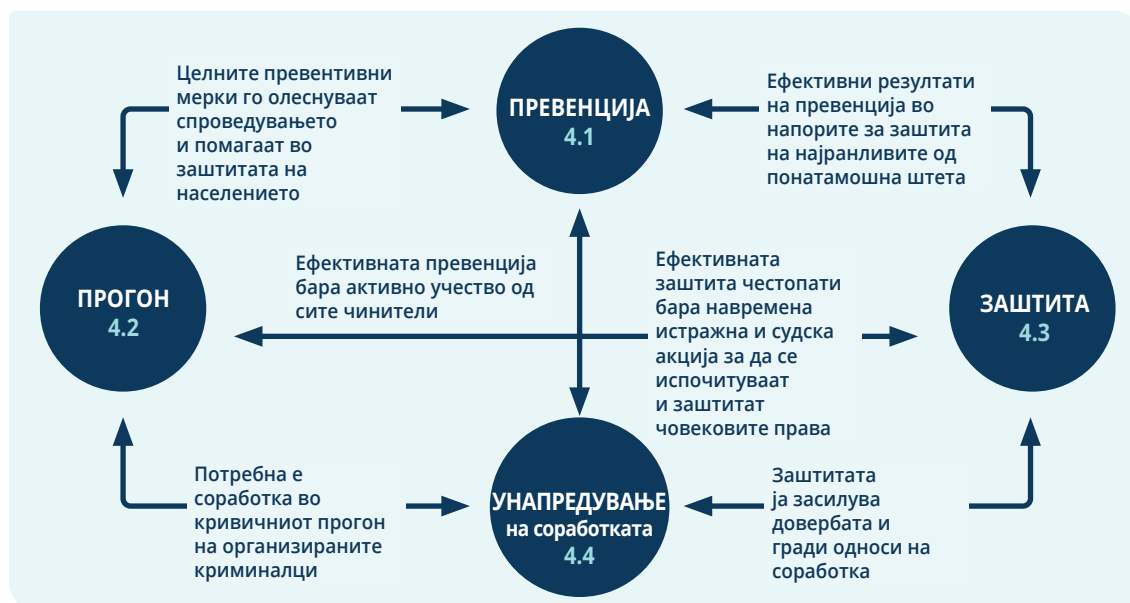 Целните превентивни
мерки го олеснуваат
спроведувањето
и помагаат во
заштитата на
населението
ПРЕВЕНЦИЈА
4.1
Ефективни резултати
на превенција во
напорите за заштита
на најранливите од
понатамошна штета
ПРОГОН
4.2
Ефективната превенција
бара активно учество од
сите чинители
Ефективната
заштита честопати
бара навремена
истражна и судска
акција за да се
испочитуваат
и заштитат
човековите права
ЗАШТИТА
4.3
Потребна е
соработка во
кривичниот прогон
на организираните
криминалци
УНАПРЕДУВАЊЕ
на соработката
4.4
Заштитата
ја засилува
довербата и
гради односи на
соработка